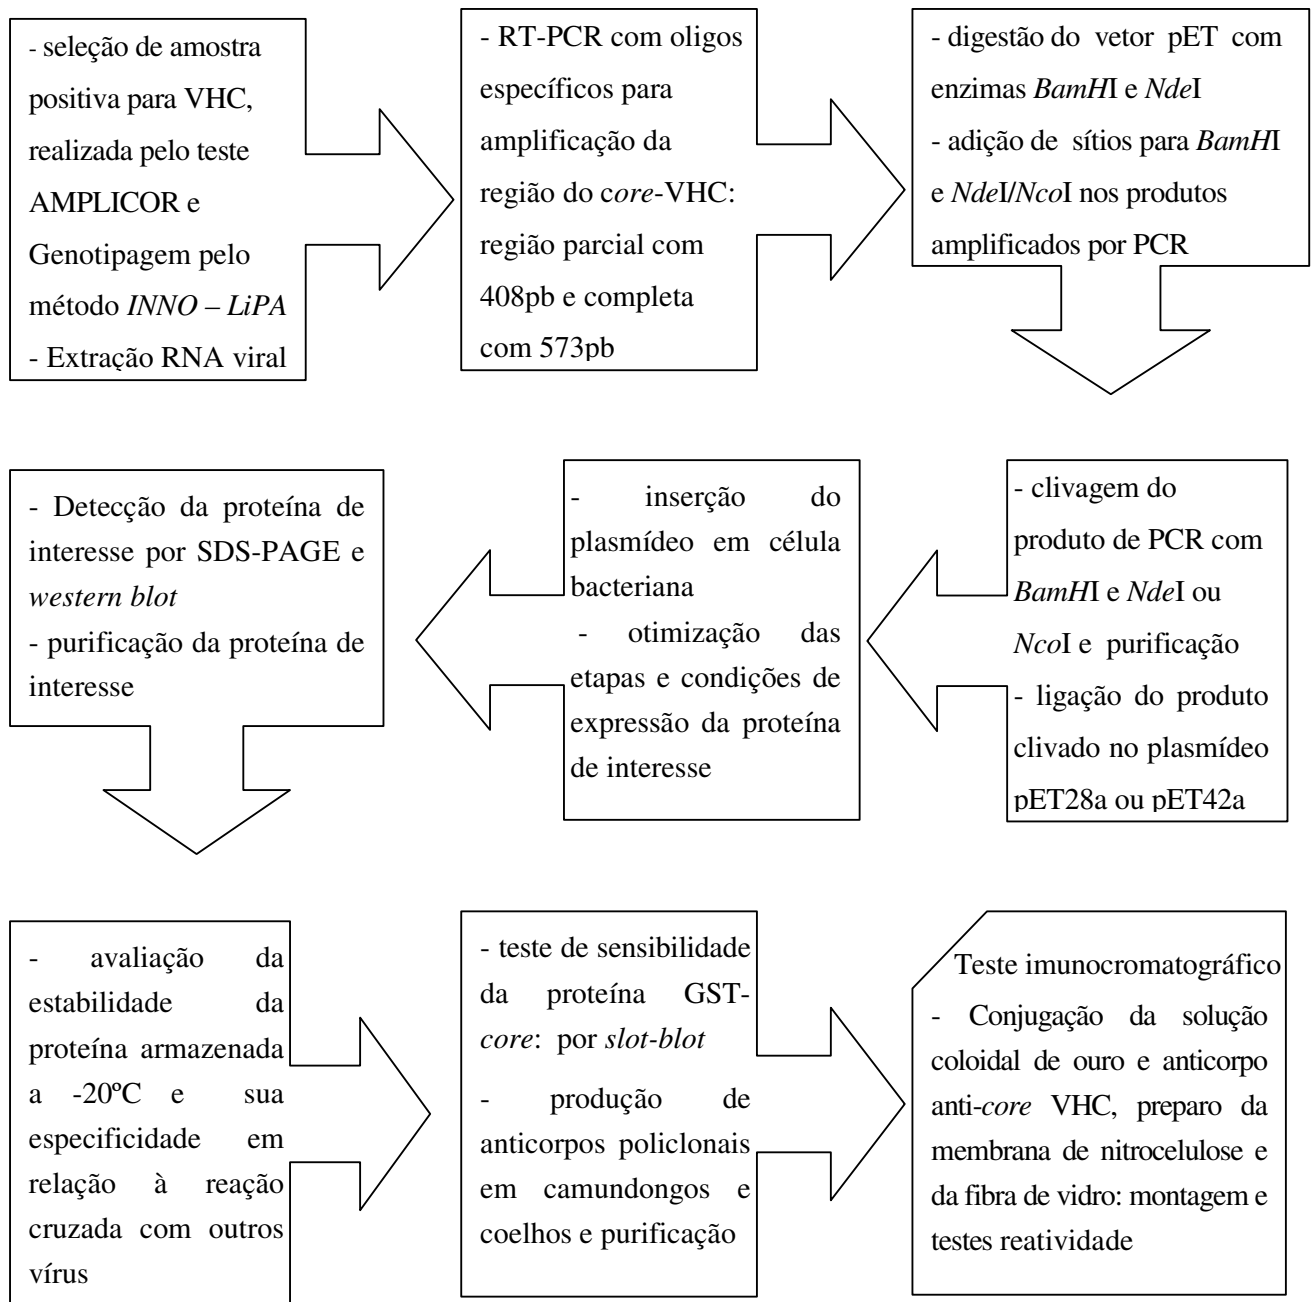 - seleção de amostra
positiva para VHC,
realizada pelo teste
AMPLICOR e
Genotipagem pelo
método INNO – LiPA
- Extração RNA viral
- RT-PCR com oligos
específicos para
amplificação da
região do core-VHC:
região parcial com
408pb e completa
com 573pb
- digestão do vetor pET com
enzimas BamHI e NdeI
- adição de sítios para BamHI
e NdeI/NcoI nos produtos
amplificados por PCR
- clivagem do
produto de PCR com
BamHI e NdeI ou
NcoI e purificação
- ligação do produto
clivado no plasmídeo
pET28a ou pET42a
- inserção do
plasmídeo em célula
bacteriana
- otimização das
etapas e condições de
expressão da proteína
de interesse
- Detecção da proteína de
interesse por SDS-PAGE e
western blot
- purificação da proteína de
interesse
- avaliação da
estabilidade da
proteína armazenada
a -20ºC e sua
especificidade em
relação à reação
cruzada com outros
vírus
- teste de sensibilidade
da proteína GST-
core: por slot-blot
- produção de
anticorpos policlonais
em camundongos e
coelhos e purificação
Teste imunocromatográfico
- Conjugação da solução
coloidal de ouro e anticorpo
anti-core VHC, preparo da
membrana de nitrocelulose e
da fibra de vidro: montagem e
testes reatividade